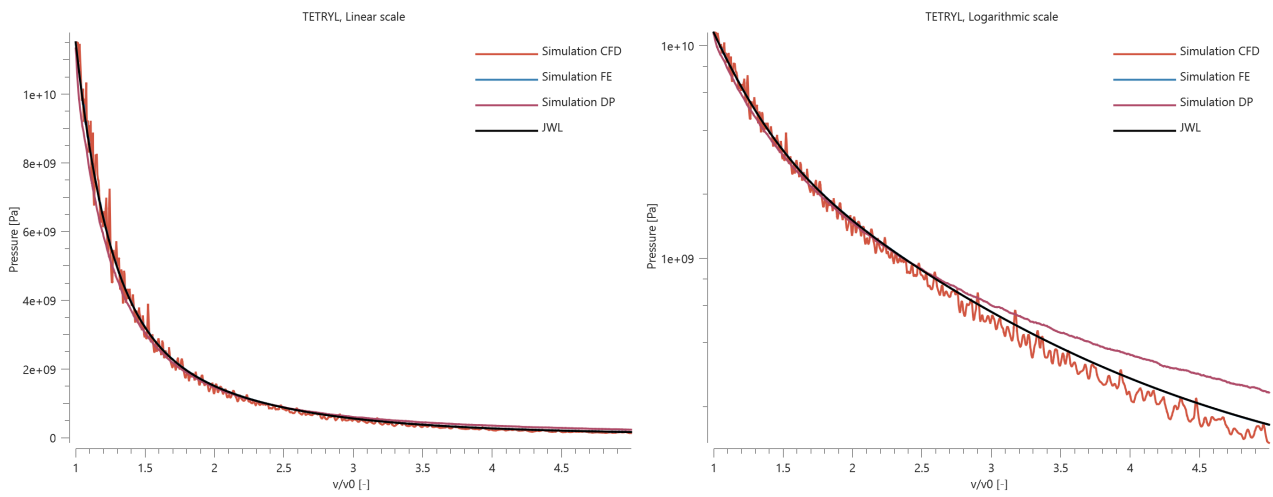 TETRYL, Linear scale
Simulation CFD
Simulation FE
Simulation DP
JWL
Pressure [Pa]
1e+10
8e+09
6e+09
4e+09
2e+09
0
1 1.5 2 2.5 3 3.5 4 4.5
v/v0 [-]
TETRYL, Logarithmic scale
Simulation CFD
Simulation FE
Simulation DP
JWL
Pressure [Pa]
1e+10
1e+09
1 1.5 2 2.5 3 3.5 4 4.5
v/v0 [-]